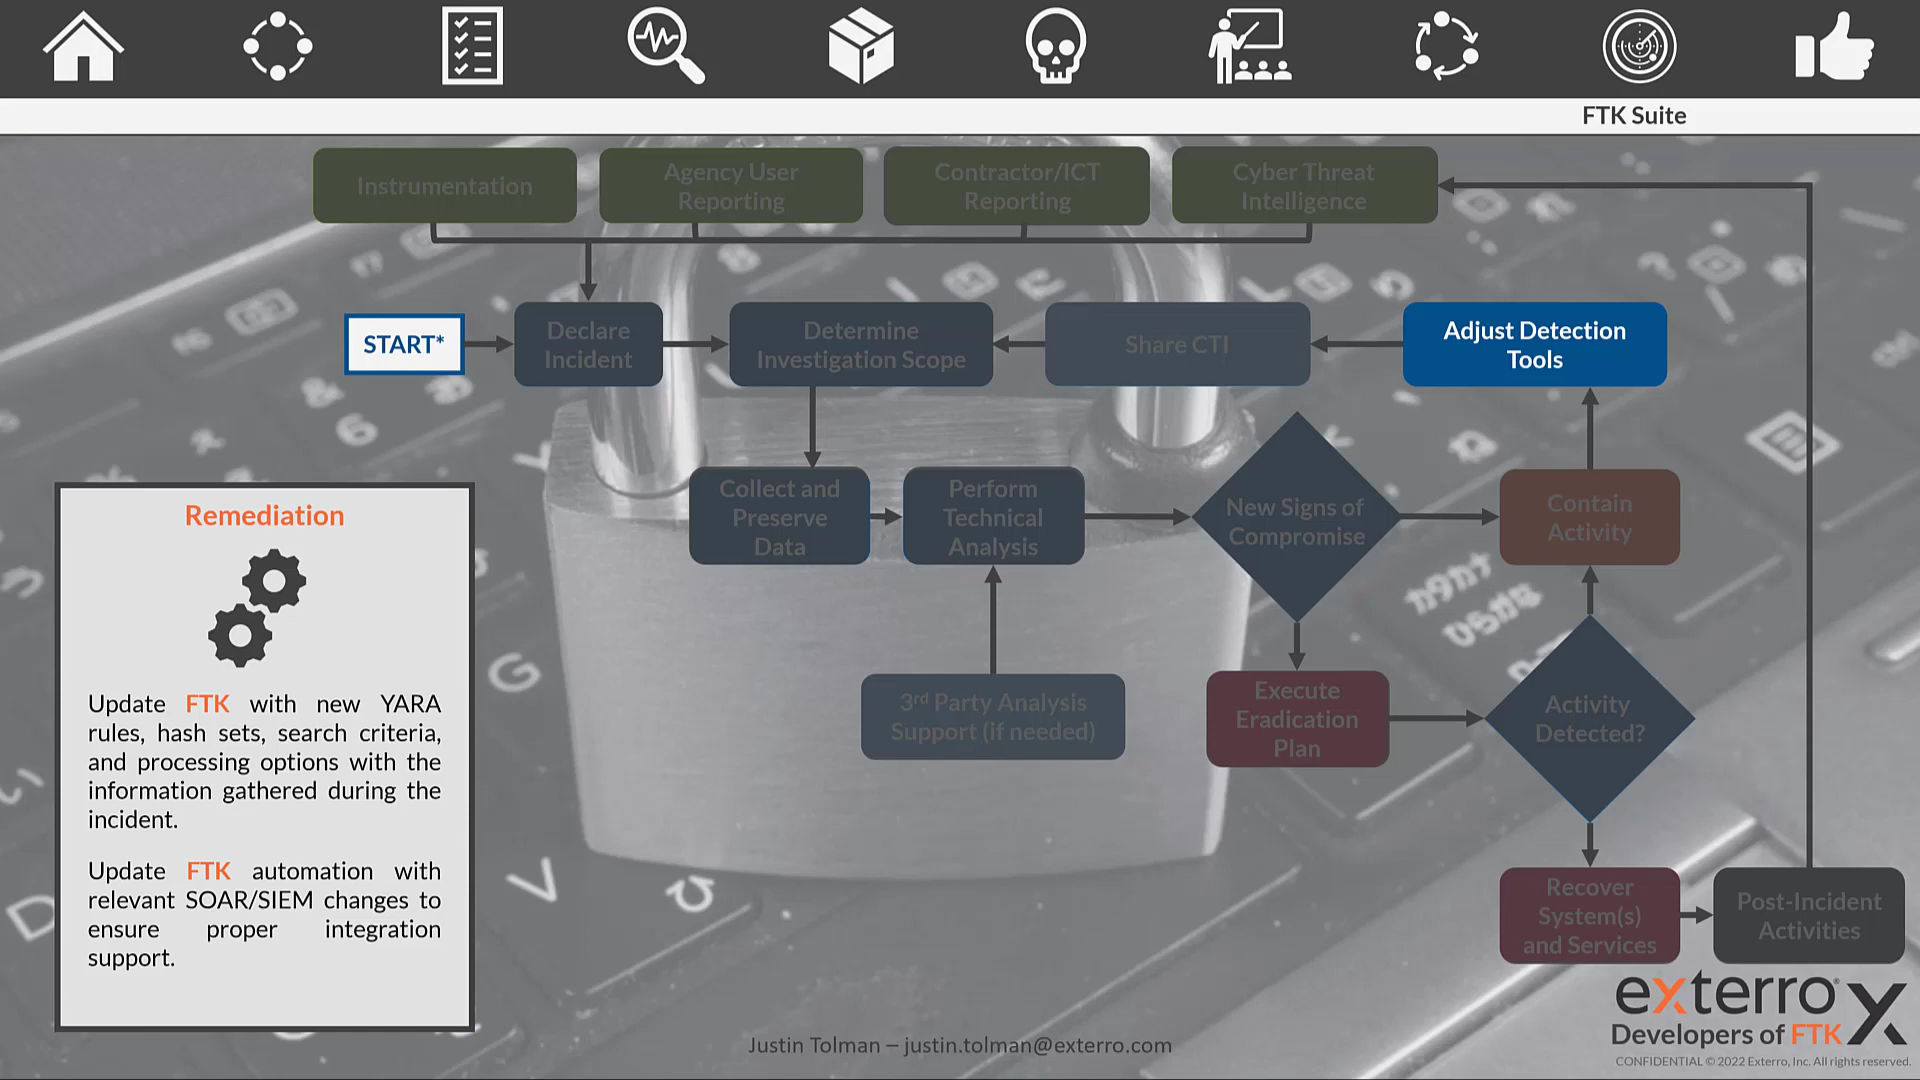 FTK Suite
Instrumentation
Agency User
Reporting
Contractor/ICT
Reporting
Cyber Threat
Intelligence
START*
Declare
Incident
Determine
Investigation Scope
Share CTI
Adjust Detection
Tools
Collect and
Preserve
Data
Perform
Technical
Analysis
New Signs of
Compromise
Contain
Activity
3rd Party Analysis
Support (if needed)
Execute
Eradication
Plan
Activity
Detected?
Recover
System(s)
and Services
Post-Incident
Activities
Remediation
Update FTK with new YARA
rules, hash sets, search criteria,
and processing options with the
information gathered during the
incident.
Update FTK automation with
relevant SOAR/SIEM changes to
ensure proper integration
support.
Justin Tolman – justin.tolman@exterro.com
exterro®
Developers of FTK
CONFIDENTIAL © 2022 Exterro, Inc. All rights reserved.